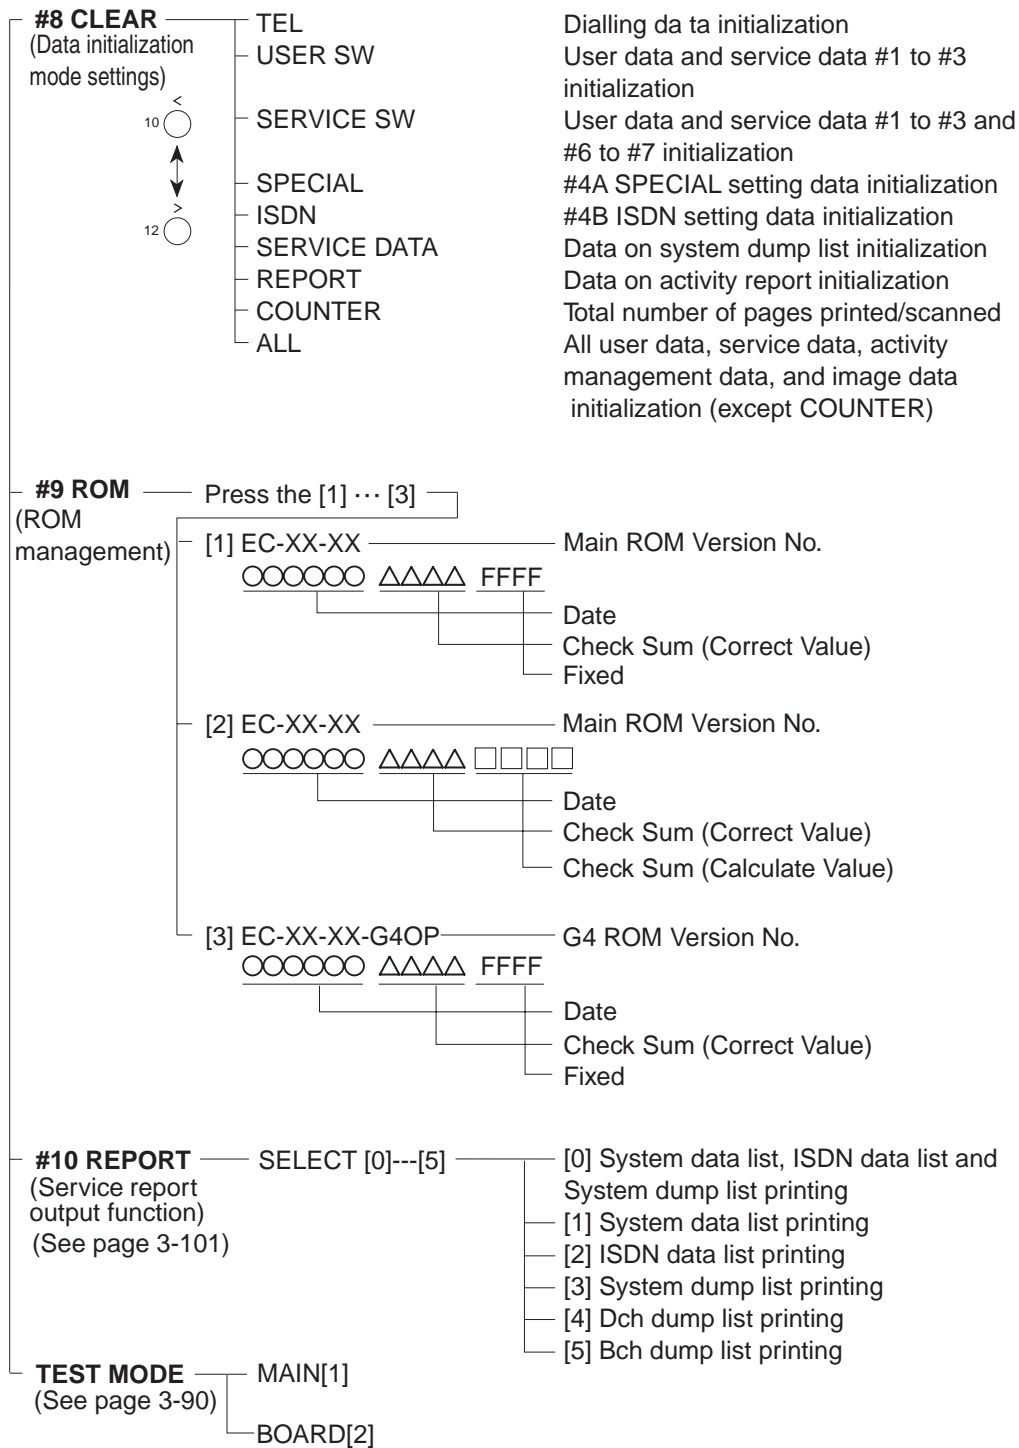 #8 CLEAR TEL Dialling da ta initialization
(Data initialization USER SW User data and service data #1 to #3
mode settings) initialization
<
10 SERVICE SW User data and service data #1 to #3 and
#6 to #7 initialization
SPECIAL #4A SPECIAL setting data initialization
> ISDN #4B ISDN setting data initialization
12 SERVICE DATA Data on system dump list initialization
REPORT Data on activity report initialization
COUNTER Total number of pages printed/scanned
ALL All user data, service data, activity
management data, and image data
initialization (except COUNTER)
#9 ROM Press the [1] ··· [3]
(ROM
management) [1] EC-XX-XX Main ROM Version No.
○○○○○○ △△△△ FFFF
Date
Check Sum (Correct Value)
Fixed
[2] EC-XX-XX Main ROM Version No.
○○○○○○ △△△△ □□□□
Date
Check Sum (Correct Value)
Check Sum (Calculate Value)
[3] EC-XX-XX-G4OP G4 ROM Version No.
○○○○○○ △△△△ FFFF
Date
Check Sum (Correct Value)
Fixed
#10 REPORT SELECT [0]---[5] [0] System data list, ISDN data list and
(Service report System dump list printing
output function) [1] System data list printing
(See page 3-101) [2] ISDN data list printing
[3] System dump list printing
[4] Dch dump list printing
[5] Bch dump list printing
TEST MODE MAIN[1]
(See page 3-90)
BOARD[2]